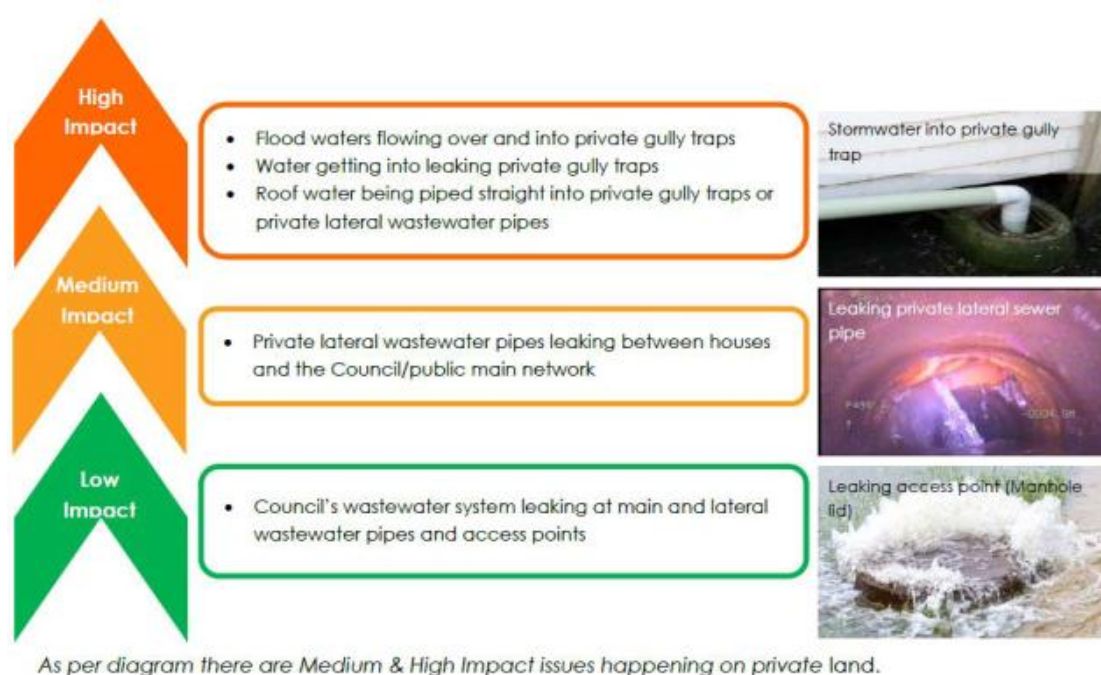 High
Impact
• Flood waters flowing over and into private gully traps
• Water getting into leaking private gully traps
• Roof water being piped straight into private gully traps or
private lateral wastewater pipes
Stormwater into private gully
trap
Medium
Impact
• Private lateral wastewater pipes leaking between houses
and the Council/public main network
Leaking private lateral sewer
pipe
Low
Impact
• Council's wastewater system leaking at main and lateral
wastewater pipes and access points
Leaking access point (Manhole
lid)
As per diagram there are Medium & High Impact issues happening on private land.